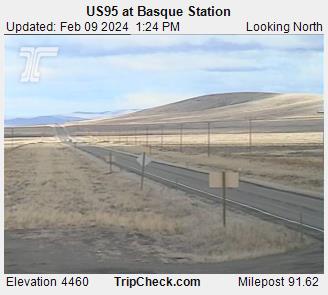 US95 at Basque Station
Updated: Feb 09 2024 1:24 PM Looking North
Elevation 4460 TripCheck.com Milepost 91.62